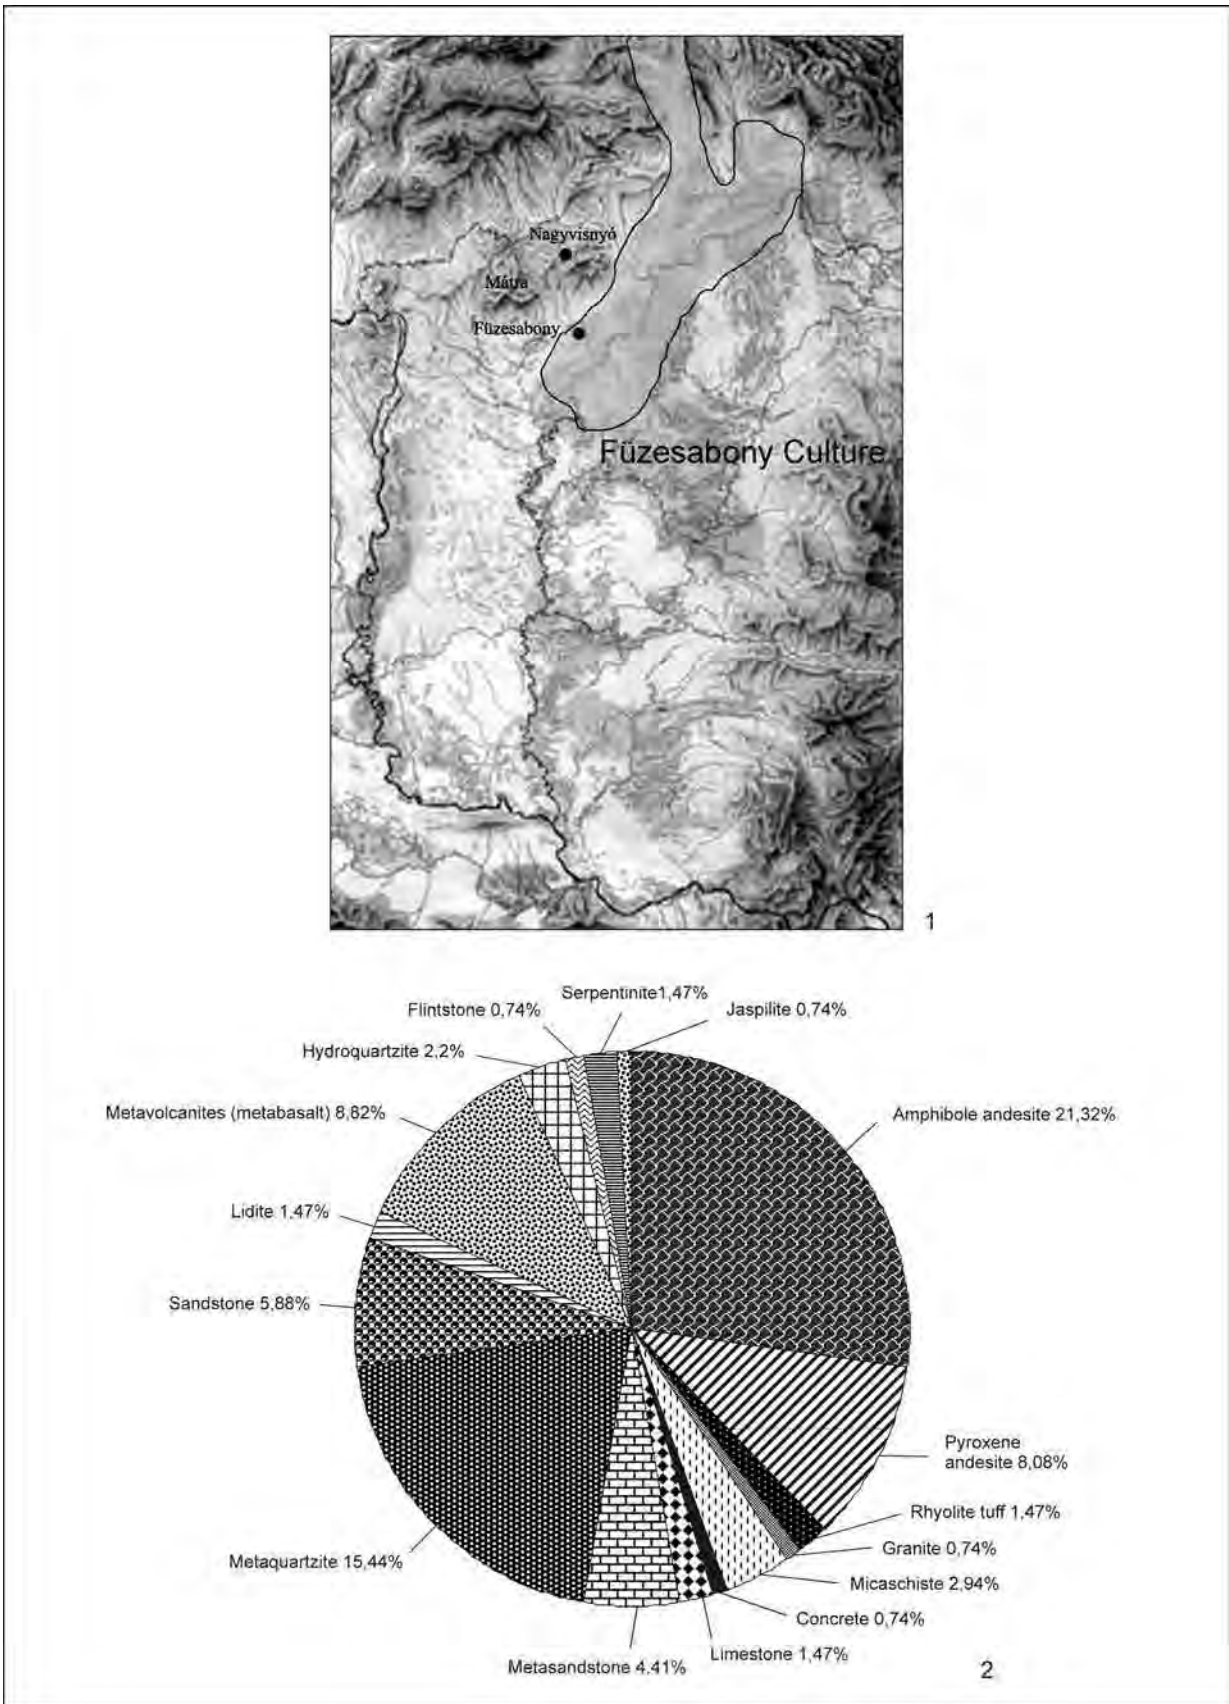 Nagyvisnyó
Mátra
Füzesabony
Füzesabony Culture
1
Serpentinite1,47%
Flintstone 0,74%
Jaspilite 0,74%
Hydroquartzite 2,2%
Metavolcanites (metabasalt) 8,82%
Amphibole andesite 21,32%
Lidite 1,47%
Sandstone 5,88%
Pyroxene
andesite 8,08%
Rhyolite tuff 1,47%
Granite 0,74%
Metaquartzite 15,44%
Micaschiste 2,94%
Concrete 0,74%
Limestone 1,47%
Metasandstone 4.41%
2